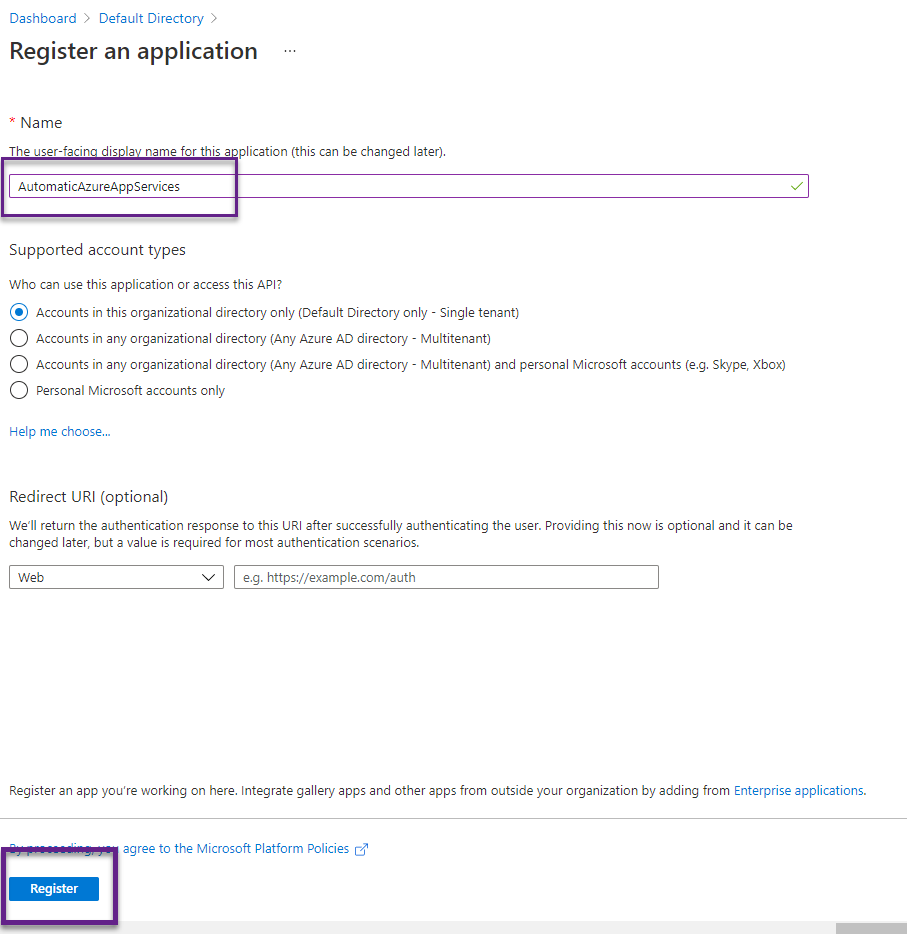 Dashboard > Default Directory >
Register an application ...
* Name
The user-facing display name for this application (this can be changed later).
AutomaticAzureAppServices
Supported account types
Who can use this application or access this API?
Accounts in this organizational directory only (Default Directory only - Single tenant)
Accounts in any organizational directory (Any Azure AD directory - Multitenant)
Accounts in any organizational directory (Any Azure AD directory - Multitenant) and personal Microsoft accounts (e.g. Skype, Xbox)
Personal Microsoft accounts only
Help me choose...
Redirect URI (optional)
We'll return the authentication response to this URI after successfully authenticating the user. Providing this now is optional and it can be
changed later, but a value is required for most authentication scenarios.
Web
e.g. https://example.com/auth
Register an app you're working on here. Integrate gallery apps and other apps from outside your organization by adding from Enterprise applications.
By proceeding, you agree to the Microsoft Platform Policies
Register